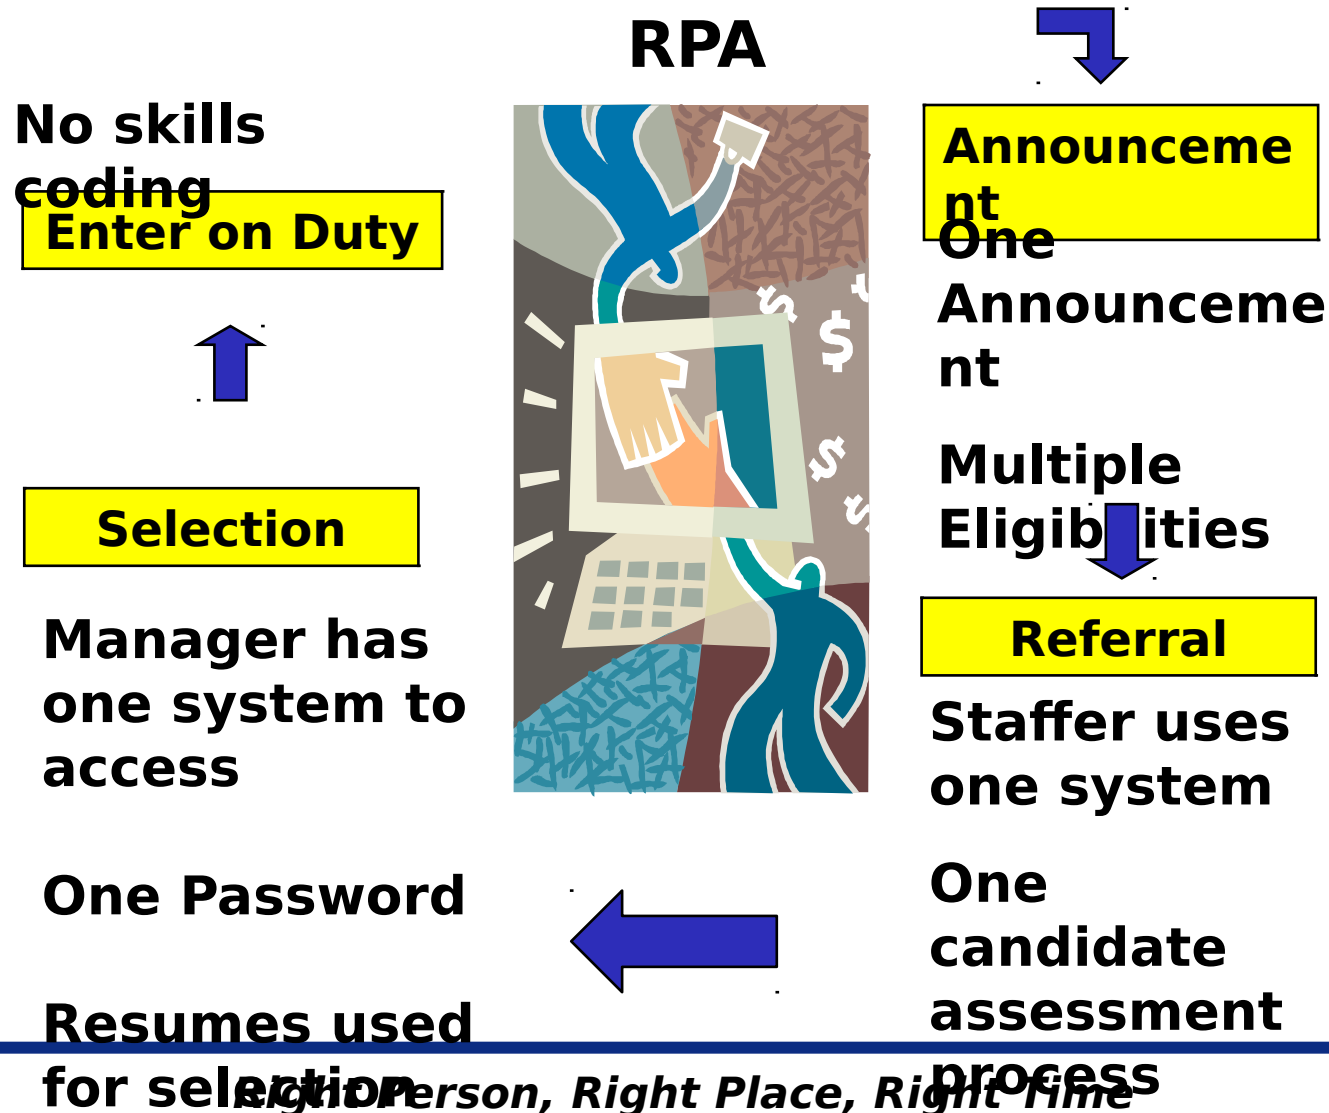 RPA
No skills
coding
Enter on Duty
Selection
Manager has
one system to
access
One Password
Resumes used
for selection
Announceme
nt
One
Announceme
nt
Multiple
Eligibilities
Referral
Staffer uses
one system
One
candidate
assessment
process
$
$
$
$
$
Right Person, Right Place, Right Time